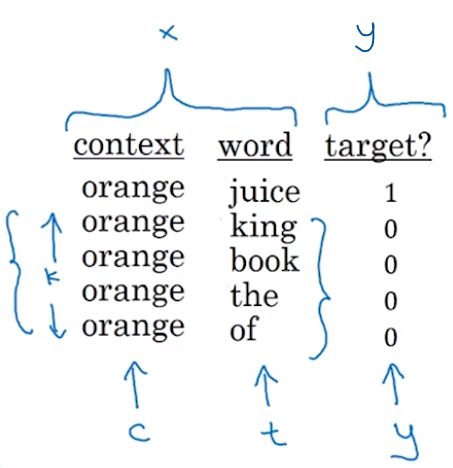 x y
context word target?
orange juice 1
orange king 0
orange book 0
k
orange the 0
orange of 0
c t y